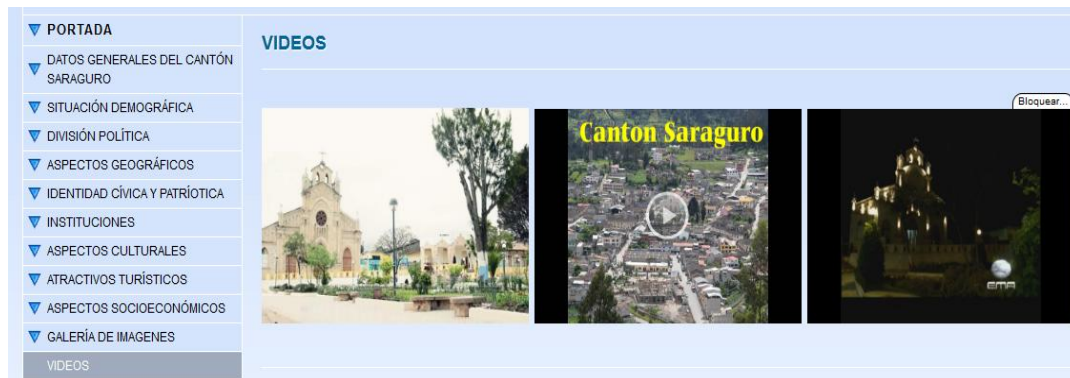 PORTADA
DATOS GENERALES DEL CANTÓN
SARAGURO
SITUACIÓN DEMOGRÁFICA
DIVISIÓN POLÍTICA
ASPECTOS GEOGRÁFICOS
IDENTIDAD CÍVICA Y PATRÍOTICA
INSTITUCIONES
ASPECTOS CULTURALES
ATRACTIVOS TURÍSTICOS
ASPECTOS SOCIOECONÓMICOS
GALERÍA DE IMAGENES
VIDEOS
VIDEOS
Bloquear...
Canton Saraguro
EMA